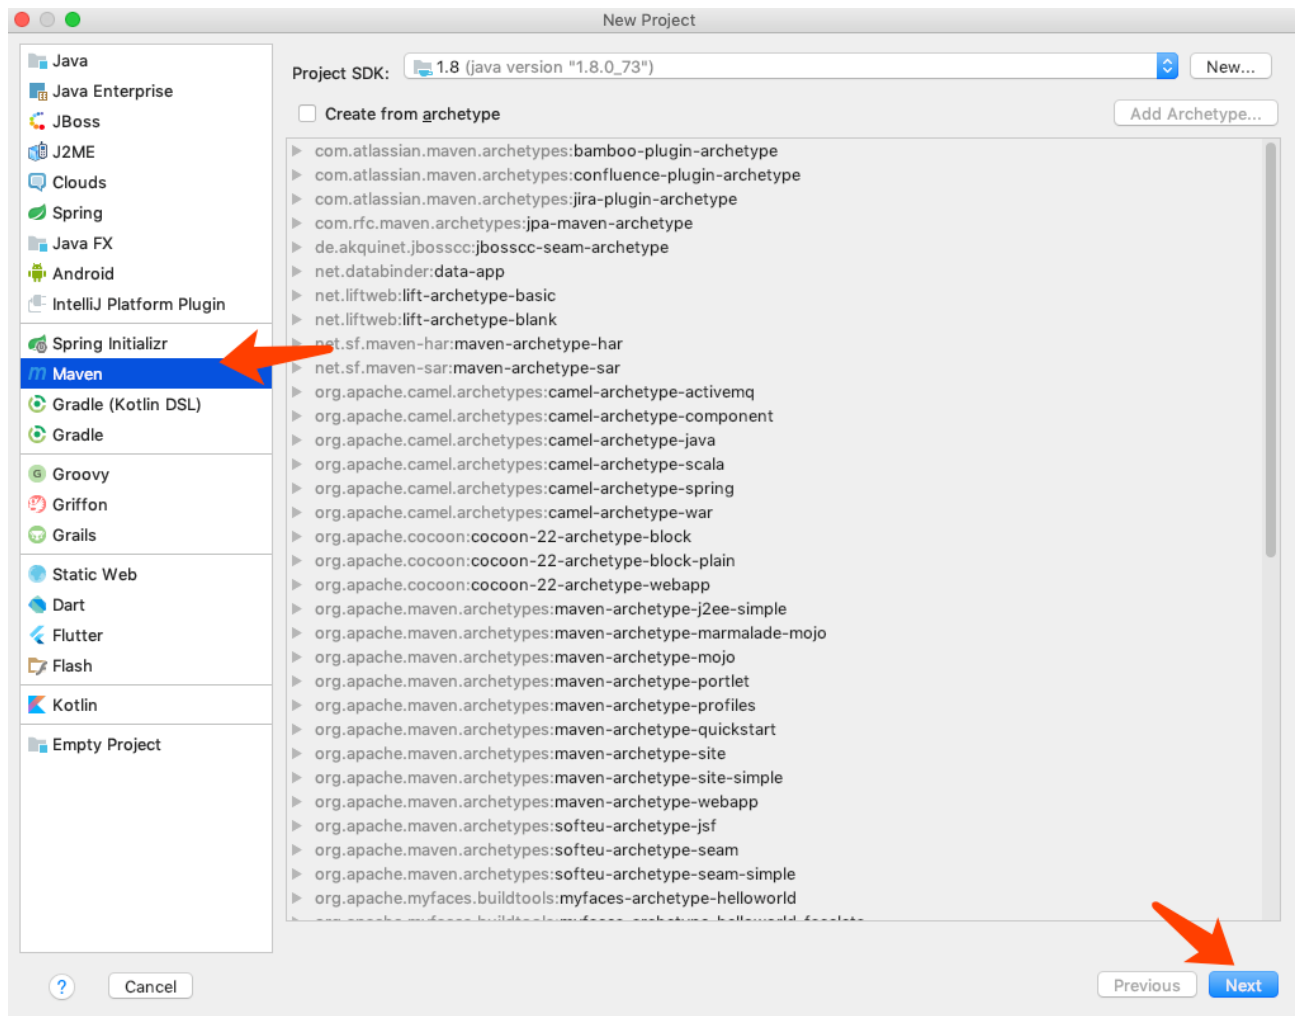 New Project
Java
Java Enterprise
JBoss
J2ME
Clouds
Spring
Java FX
Android
IntelliJ Platform Plugin
Spring Initializr
Maven
Gradle (Kotlin DSL)
Gradle
Groovy
Griffon
Grails
Static Web
Dart
Flutter
Flash
Kotlin
Empty Project
Project SDK: 1.8 (java version "1.8.0_73") New...
Create from archetype Add Archetype...
com.atlassian.maven.archetypes:bamboo-plugin-archetype
com.atlassian.maven.archetypes:confluence-plugin-archetype
com.atlassian.maven.archetypes:jira-plugin-archetype
com.rfc.maven.archetypes:jpa-maven-archetype
de.akquinet.jbosscc:jbosscc-seam-archetype
net.databinder:data-app
net.liftweb:lift-archetype-basic
net.liftweb:lift-archetype-blank
net.sf.maven-har:maven-archetype-har
net.sf.maven-sar:maven-archetype-sar
org.apache.camel.archetypes:camel-archetype-activemq
org.apache.camel.archetypes:camel-archetype-component
org.apache.camel.archetypes:camel-archetype-java
org.apache.camel.archetypes:camel-archetype-scala
org.apache.camel.archetypes:camel-archetype-spring
org.apache.camel.archetypes:camel-archetype-war
org.apache.cocoon:cocoon-22-archetype-block
org.apache.cocoon:cocoon-22-archetype-block-plain
org.apache.cocoon:cocoon-22-archetype-webapp
org.apache.maven.archetypes:maven-archetype-j2ee-simple
org.apache.maven.archetypes:maven-archetype-marmalade-mojo
org.apache.maven.archetypes:maven-archetype-mojo
org.apache.maven.archetypes:maven-archetype-portlet
org.apache.maven.archetypes:maven-archetype-profiles
org.apache.maven.archetypes:maven-archetype-quickstart
org.apache.maven.archetypes:maven-archetype-site
org.apache.maven.archetypes:maven-archetype-site-simple
org.apache.maven.archetypes:maven-archetype-webapp
org.apache.maven.archetypes:softeu-archetype-jsf
org.apache.maven.archetypes:softeu-archetype-seam
org.apache.maven.archetypes:softeu-archetype-seam-simple
org.apache.myfaces.buildtools:myfaces-archetype-helloworld
? Cancel Previous Next